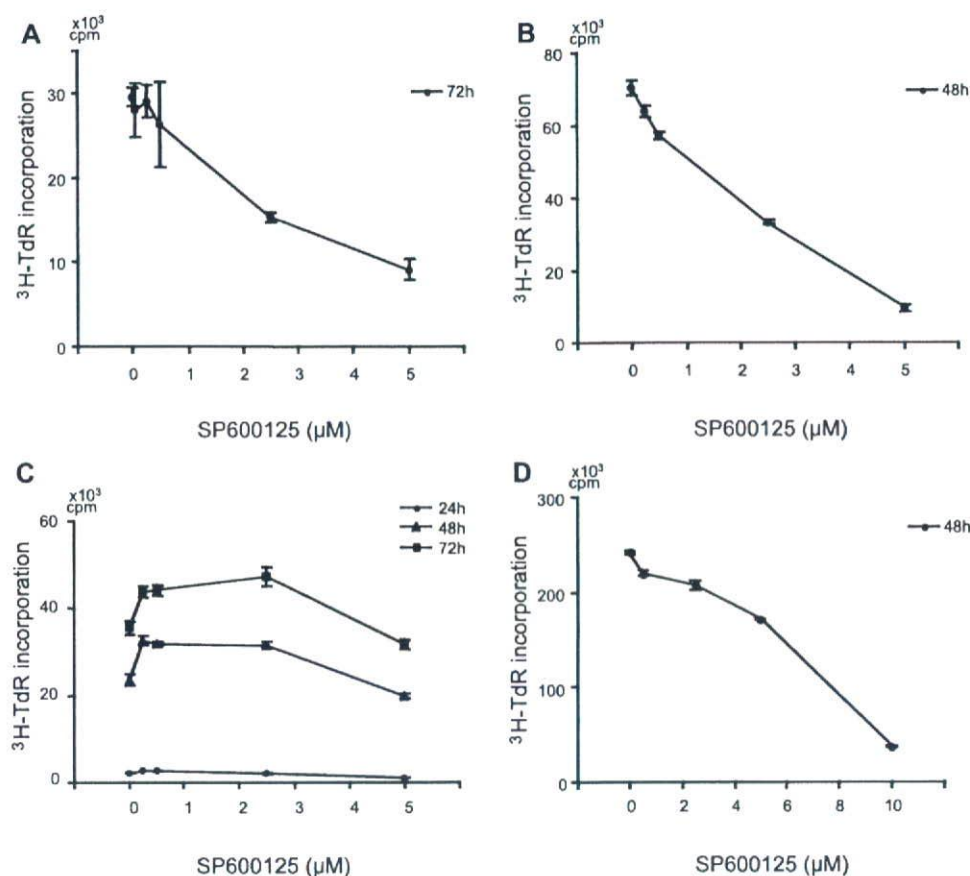 A
x10³
cpm
30
20
10
0
³H-TdR incorporation
72h
0 1 2 3 4 5
SP600125 (µM)
B
x10³
cpm
80
60
40
20
0
³H-TdR incorporation
48h
0 1 2 3 4 5
SP600125 (µM)
C
x10³
cpm
60
40
20
0
³H-TdR incorporation
24h
48h
72h
0 1 2 3 4 5
SP600125 (µM)
D
x10³
cpm
300
200
100
0
³H-TdR incorporation
48h
0 2 4 6 8 10
SP600125 (µM)